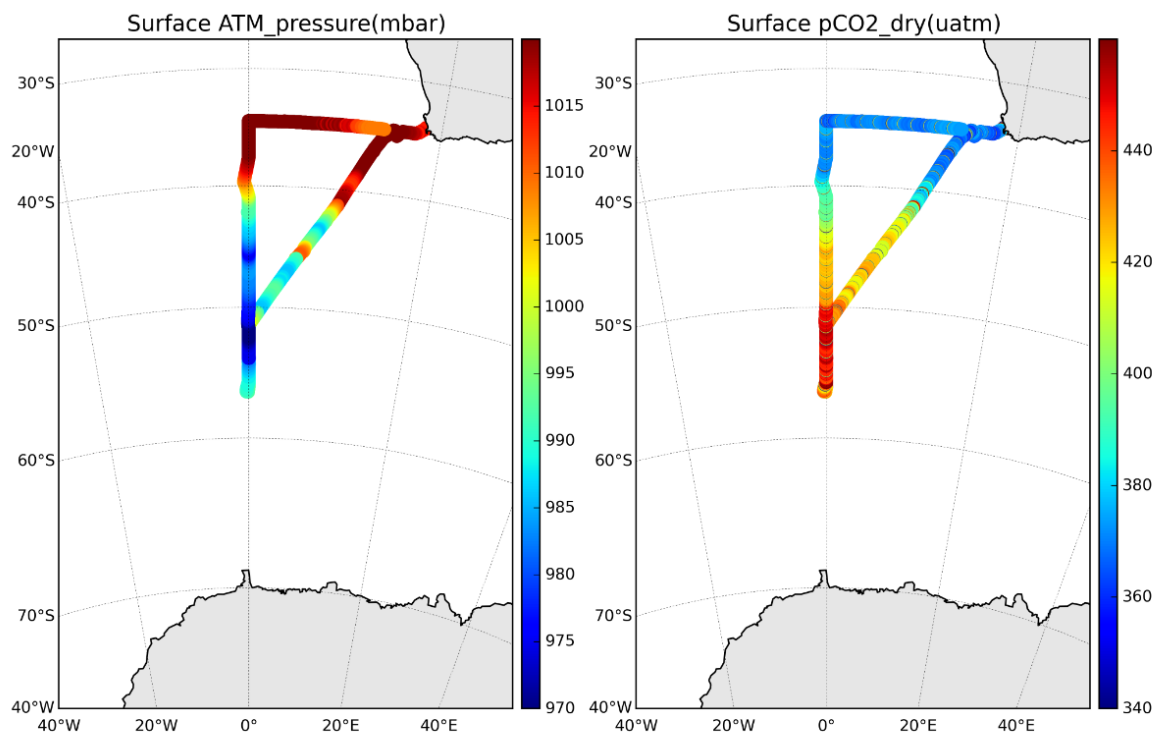 Surface ATM_pressure(mbar)
30°S
20°W
40°S
50°S
60°S
70°S
40°W
40°W
20°W
0°
20°E
40°E
1015
1010
1005
1000
995
990
985
980
975
970
Surface pCO2_dry(uatm)
30°S
20°W
40°S
50°S
60°S
70°S
40°W
40°W
20°W
0°
20°E
40°E
440
420
400
380
360
340